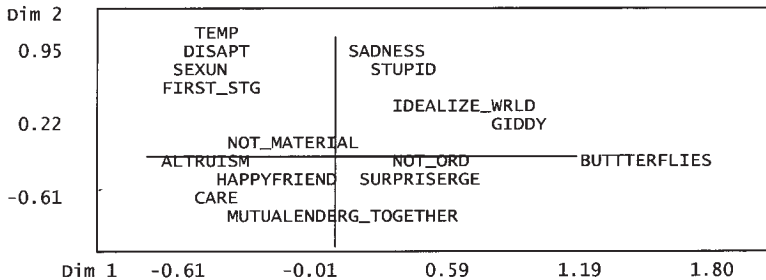 Dim 2
TEMP
0.95 DISAPT SADNESS
SEXUN STUPID
FIRST_STG
IDEALIZE_WRLD
0.22 GIDDY
NOT_MATERIAL
ALTRUISM NOT_ORD BUTTTERFLIES
HAPPYFRIEND SURPRISERGE
-0.61 CARE
MUTUALENDERG_TOGETHER
Dim 1 -0.61 -0.01 0.59 1.19 1.80